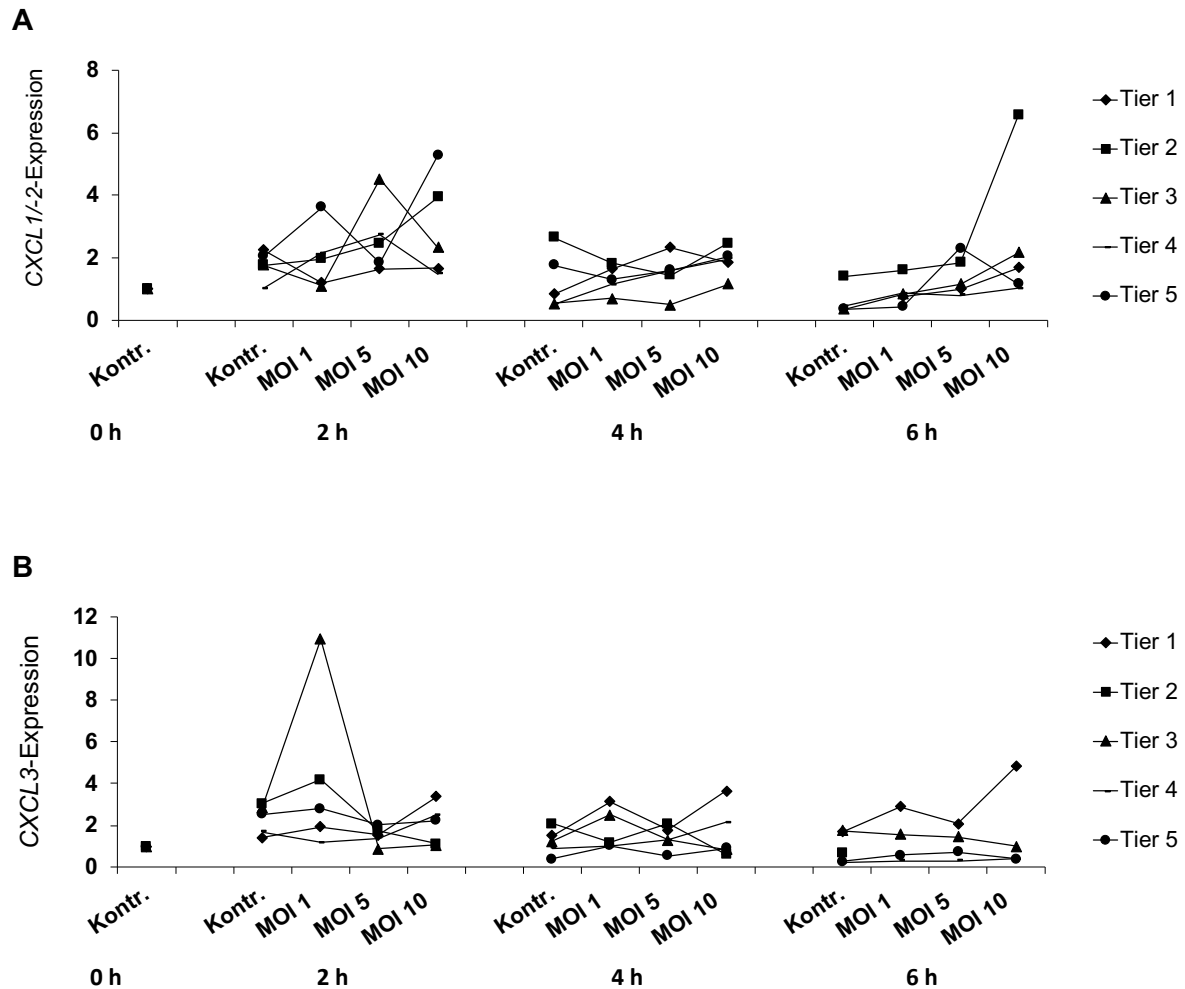 A
CXCL1/-2-Expression
8
6
4
2
0
Kontr.
Kontr.
MOI 1
MOI 5
MOI 10
Kontr.
MOI 1
MOI 5
MOI 10
Kontr.
MOI 1
MOI 5
MOI 10
0 h
2 h
4 h
6 h
Tier 1
Tier 2
Tier 3
Tier 4
Tier 5
B
CXCL3-Expression
12
10
8
6
4
2
0
Kontr.
Kontr.
MOI 1
MOI 5
MOI 10
Kontr.
MOI 1
MOI 5
MOI 10
Kontr.
MOI 1
MOI 5
MOI 10
0 h
2 h
4 h
6 h
Tier 1
Tier 2
Tier 3
Tier 4
Tier 5